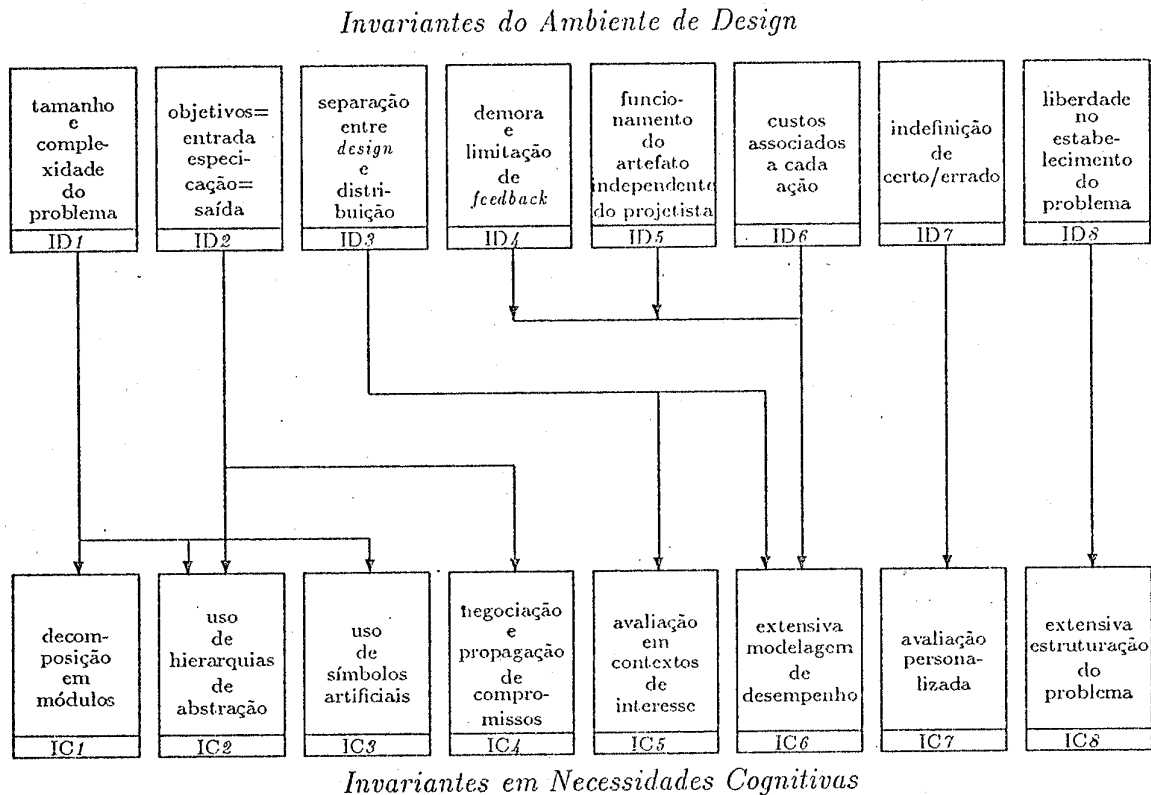 Invariantes do Ambiente de Design
tamanho
e
comple-
xidade
do
problema
ID1
objetivos=
entrada
especi-
cação=
saída
ID2
separação
entre
design
e
distri-
buição
ID3
demora
e
limitação
de
feedback
ID4
funcio-
namento
do
artefato
independente
do projetista
ID5
custos
associados
a cada
ação
ID6
indefinição
de
certo/errado
ID7
liberdade
no
estabe-
lecimento
do
problema
ID8
decom-
posição
em
módulos
IC1
uso
de
hierarquias
de
abstração
IC2
uso
de
símbolos
artificiais
IC3
negociação
e
propagação
de
compro-
missos
IC4
avaliação
em
contextos
de
interesse
IC5
extensiva
modelagem
de
desempenho
IC6
avaliação
persona-
lizada
IC7
extensiva
estruturação
do
problema
IC8
Invariantes em Necessidades Cognitivas